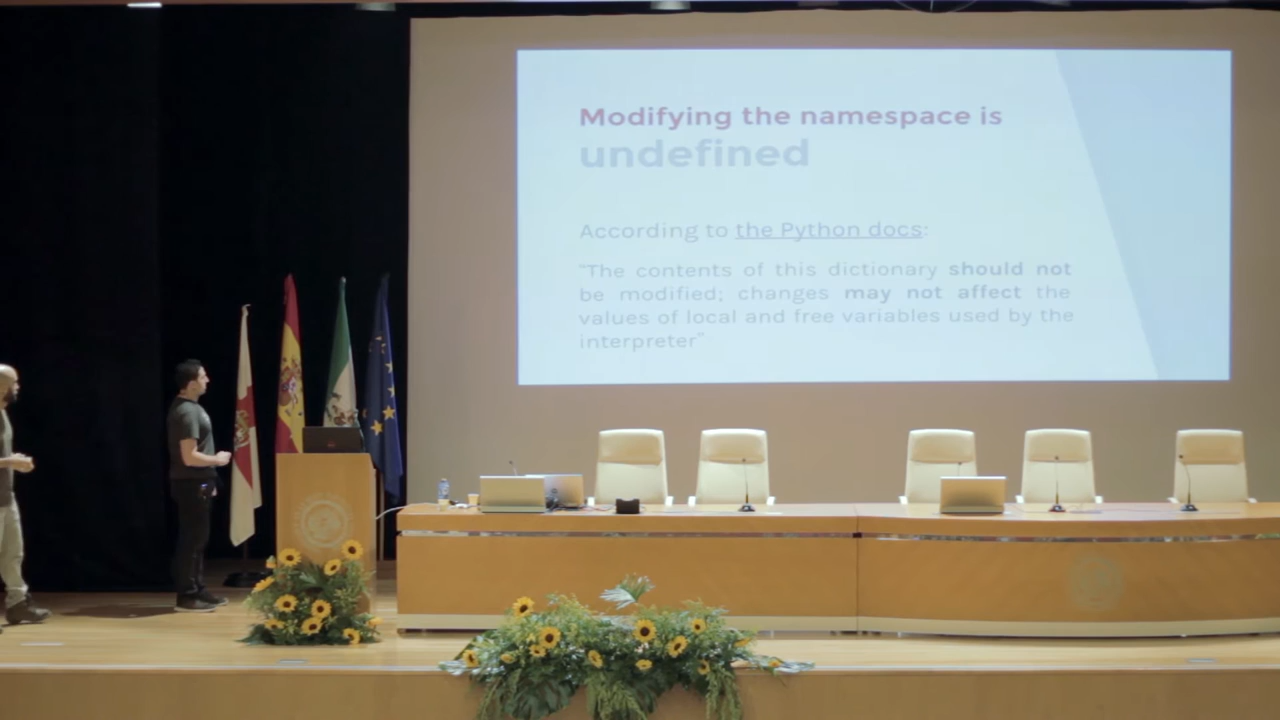 Modifying the namespace is
undefined
According to the Python docs:
"The contents of this dictionary should not
be modified; changes may not affect the
values of local and free variables used by the
interpreter"